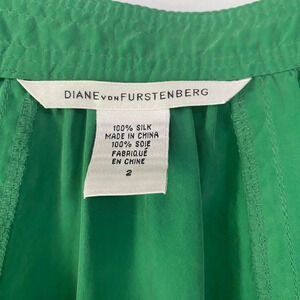 DIANE VON FURSTENBERG
100% SILK
MADE IN CHINA
100% SOIE
FABRIQUÉ
EN CHINE
2